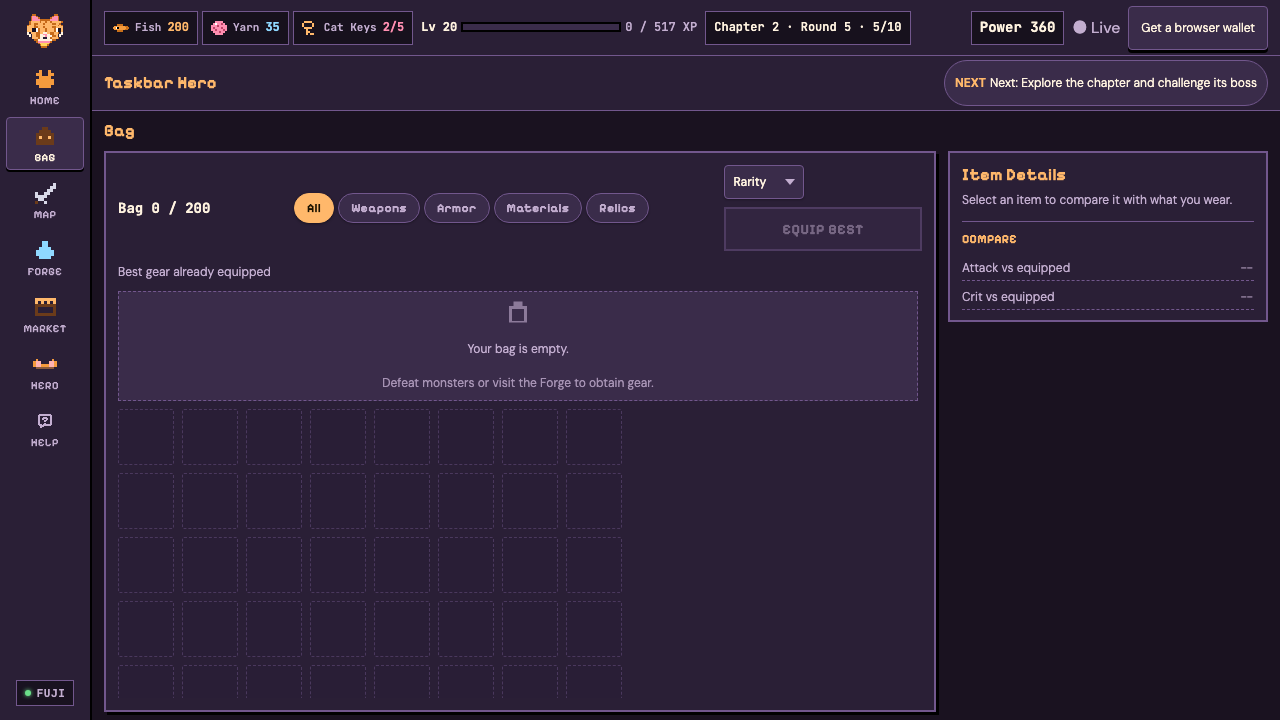 Fish 200 Yarn 35 Cat Keys 2/5 Lv 20 0 / 517 XP Chapter 2 · Round 5 · 5/10 Power 360 Live Get a browser wallet
Taskbar Hero NEXT Next: Explore the chapter and challenge its boss
HOME
BAG
MAP
FORGE
MARKET
HERO
HELP
FUJI
Bag
Bag 0 / 200 All Weapons Armor Materials Relics Rarity
EQUIP BEST
Best gear already equipped
Your bag is empty.
Defeat monsters or visit the Forge to obtain gear.
Item Details
Select an item to compare it with what you wear.
COMPARE
Attack vs equipped —
Crit vs equipped —